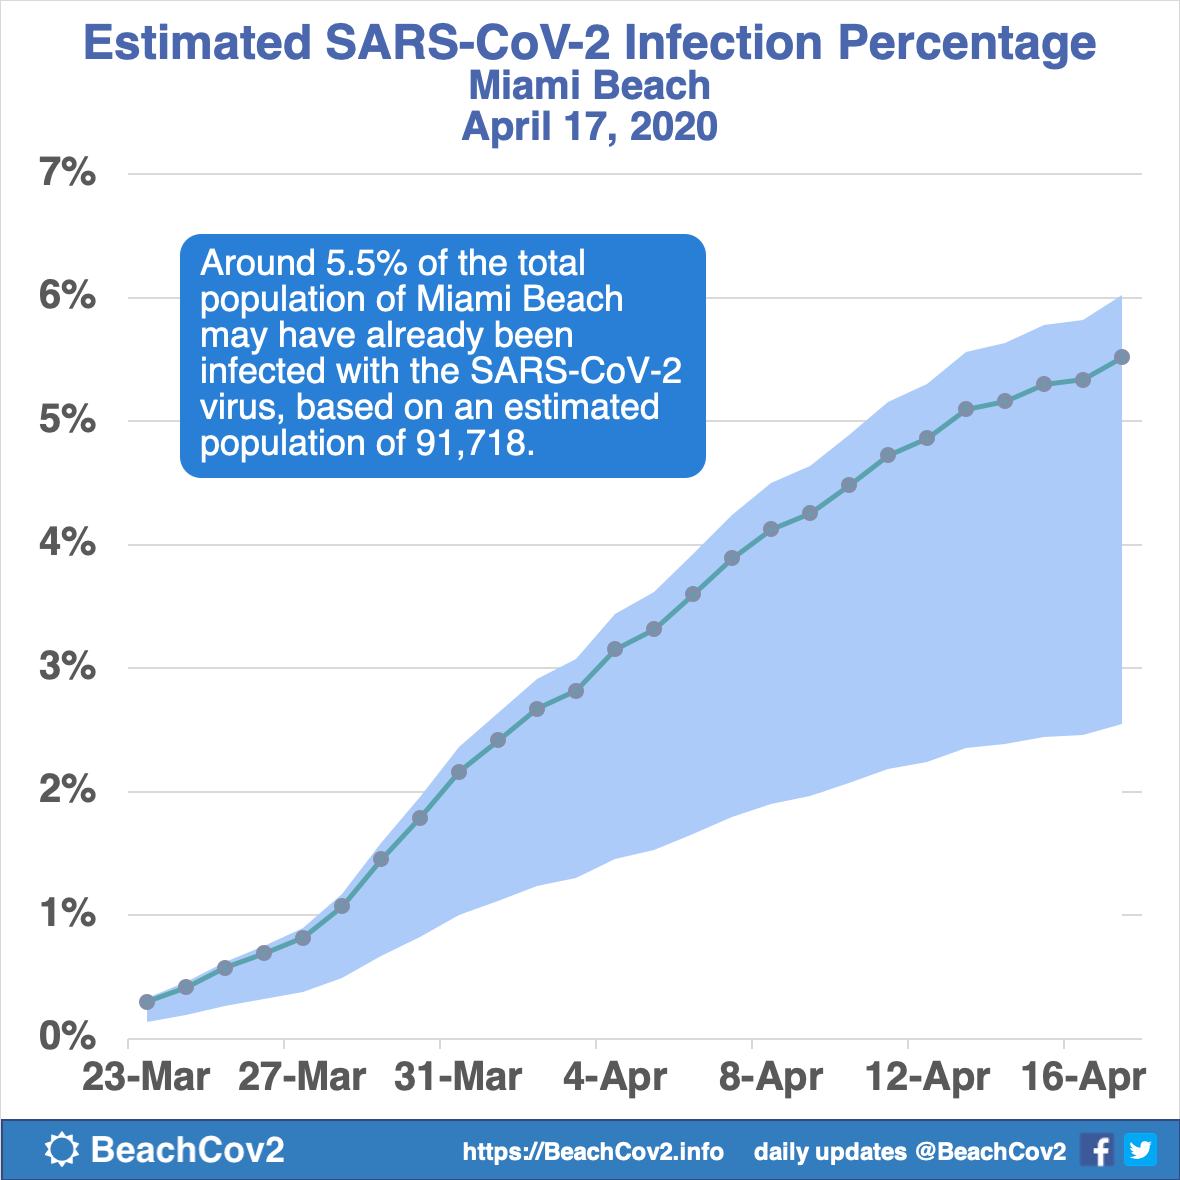 Estimated SARS-CoV-2 Infection Percentage
Miami Beach
April 17, 2020
7%
Around 5.5% of the total
population of Miami Beach
may have already been
infected with the SARS-CoV-2
virus, based on an estimated
population of 91,718.
6%
5%
4%
3%
2%
1%
0%
23-Mar 27-Mar 31-Mar 4-Apr 8-Apr 12-Apr 16-Apr
BeachCov2 https://BeachCov2.info daily updates @BeachCov2 f